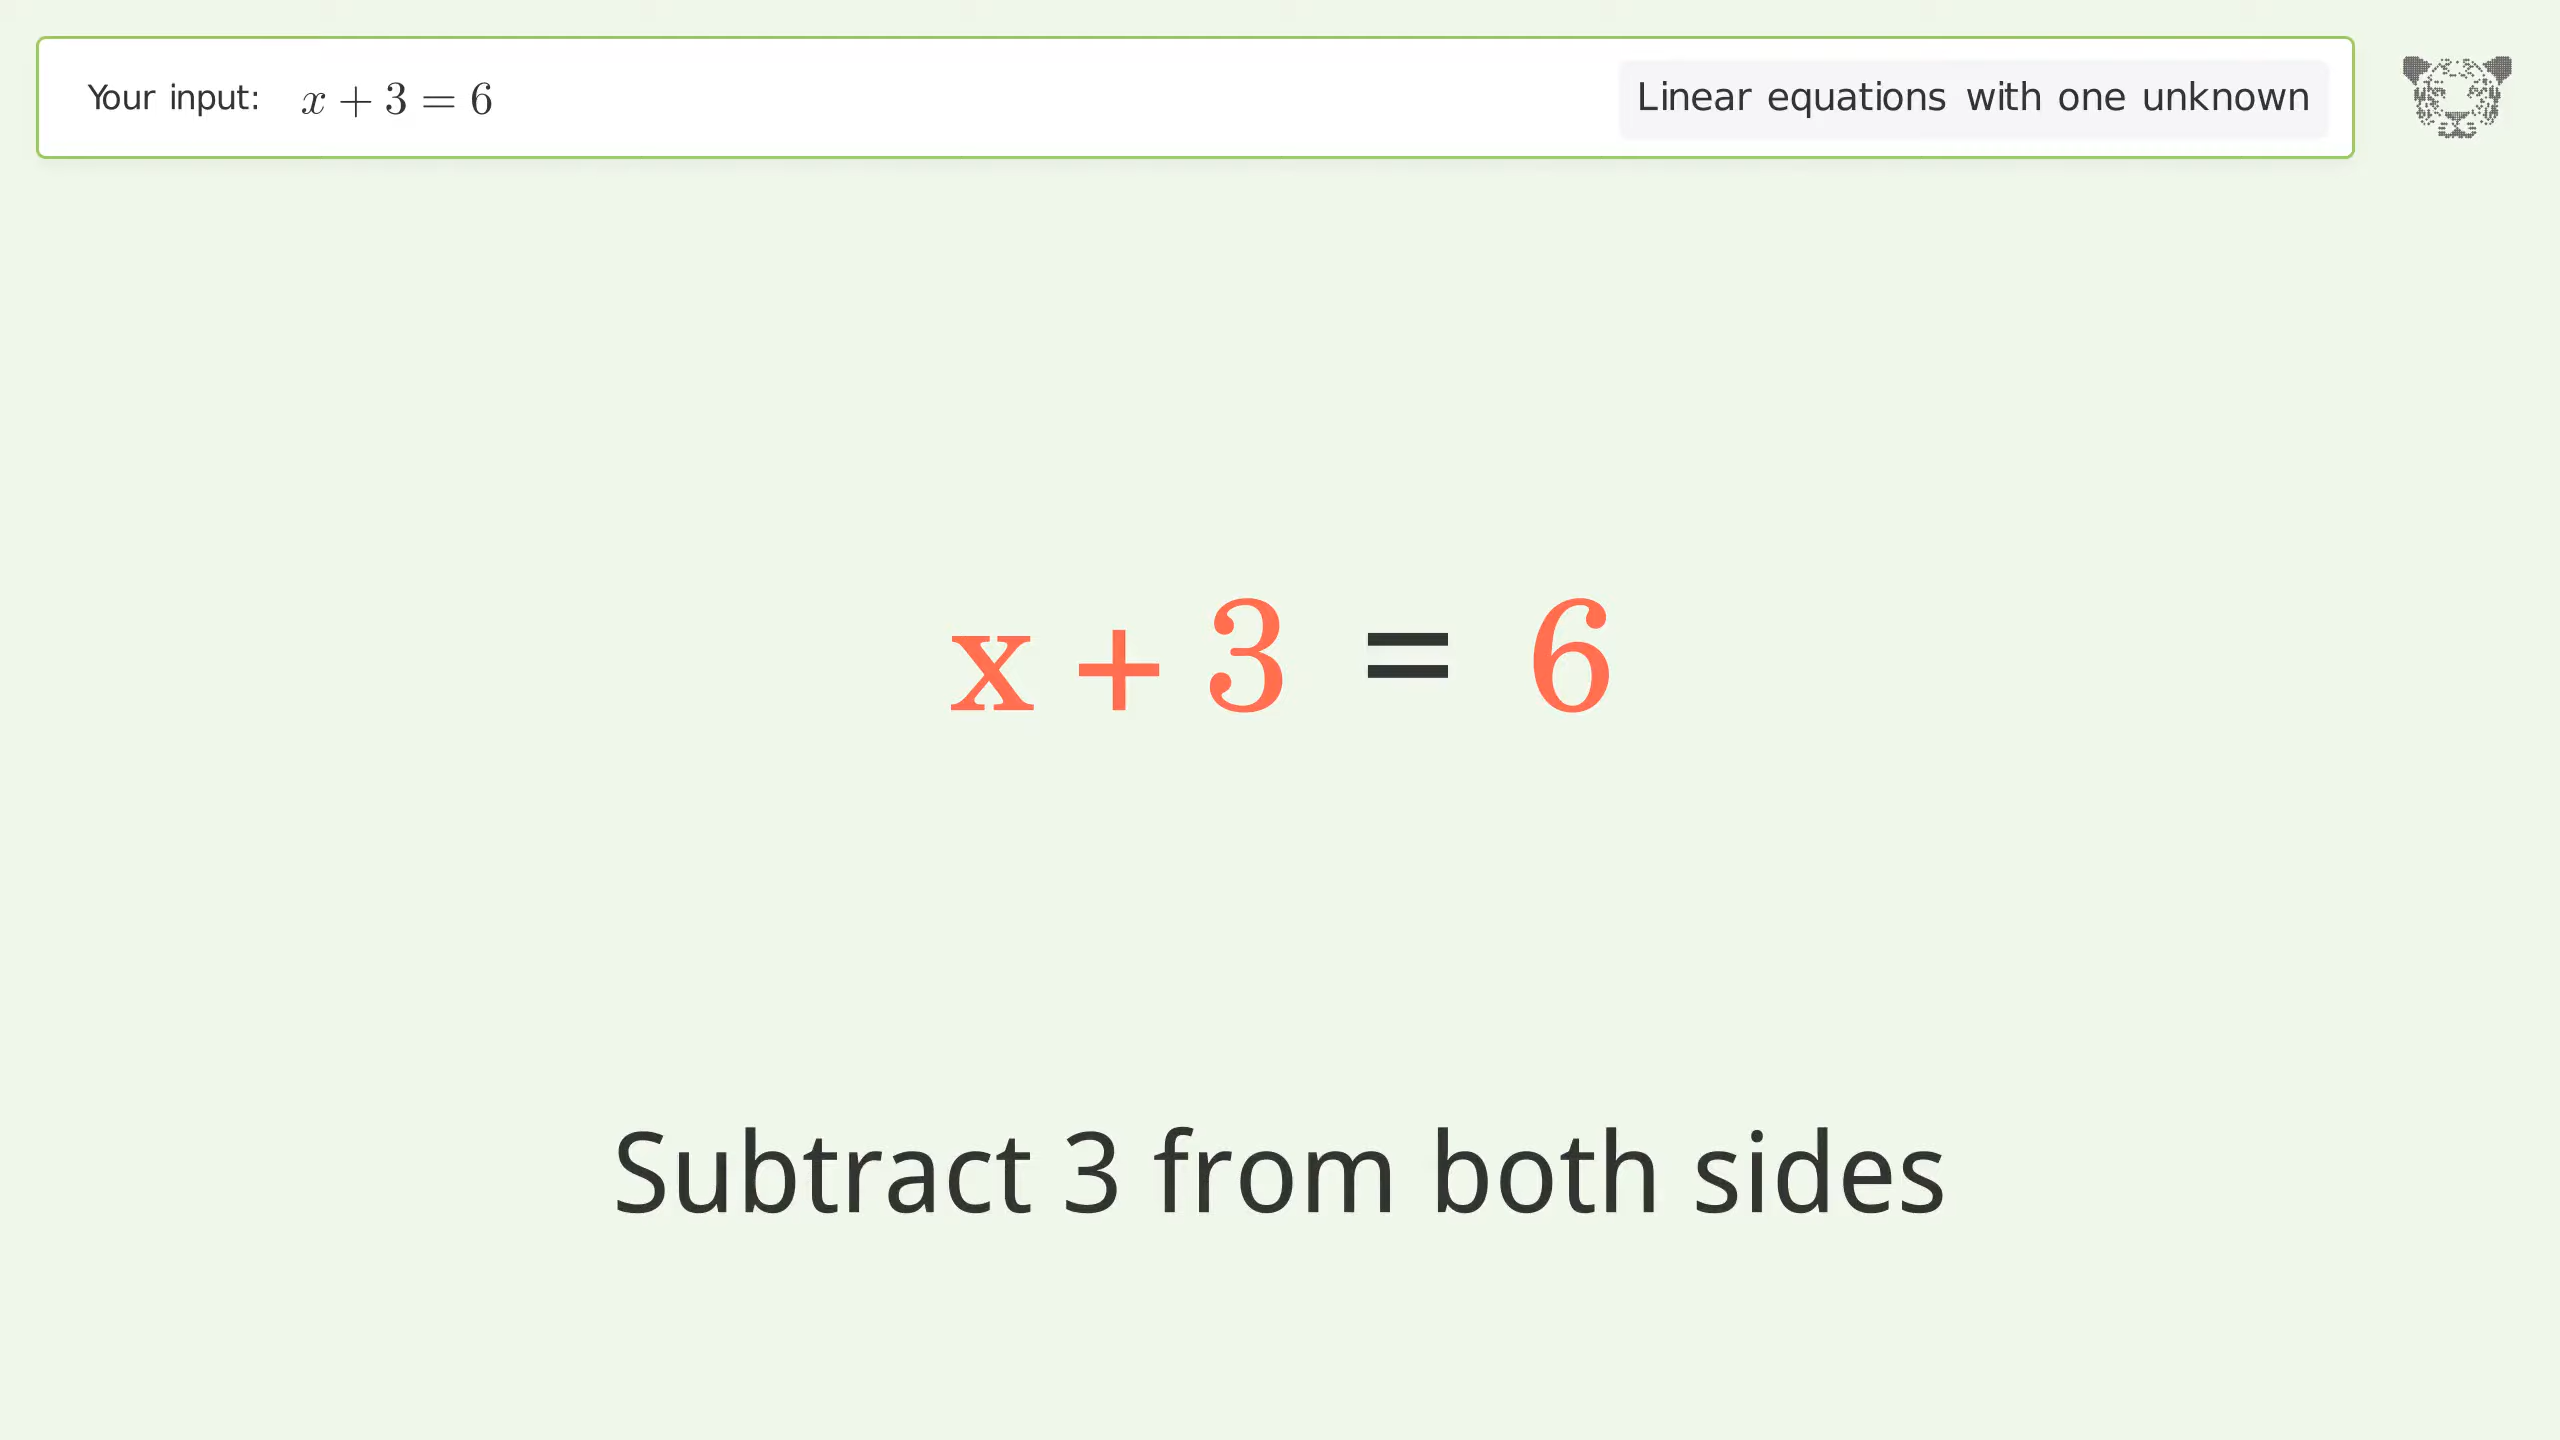 Your input: x + 3 = 6
Linear equations with one unknown
x + 3 = 6
Subtract 3 from both sides